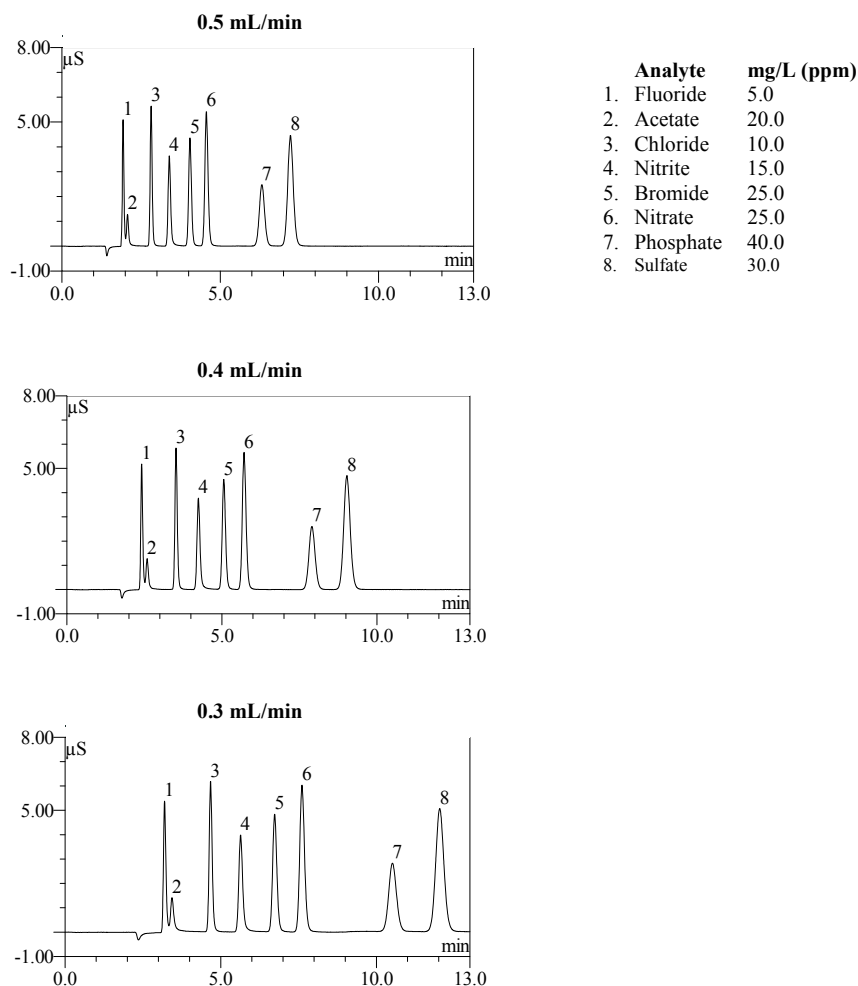 0.5 mL/min
8.00
µS
5.00
-1.00
1
2
3
4
5
6
7
8
min
0.0 5.0 10.0 13.0
Analyte mg/L (ppm)
1. Fluoride 5.0
2. Acetate 20.0
3. Chloride 10.0
4. Nitrite 15.0
5. Bromide 25.0
6. Nitrate 25.0
7. Phosphate 40.0
8. Sulfate 30.0
0.4 mL/min
8.00
µS
5.00
-1.00
1
2
3
4
5
6
7
8
min
0.0 5.0 10.0 13.0
0.3 mL/min
8.00
µS
5.00
-1.00
1
2
3
4
5
6
7
8
min
0.0 5.0 10.0 13.0